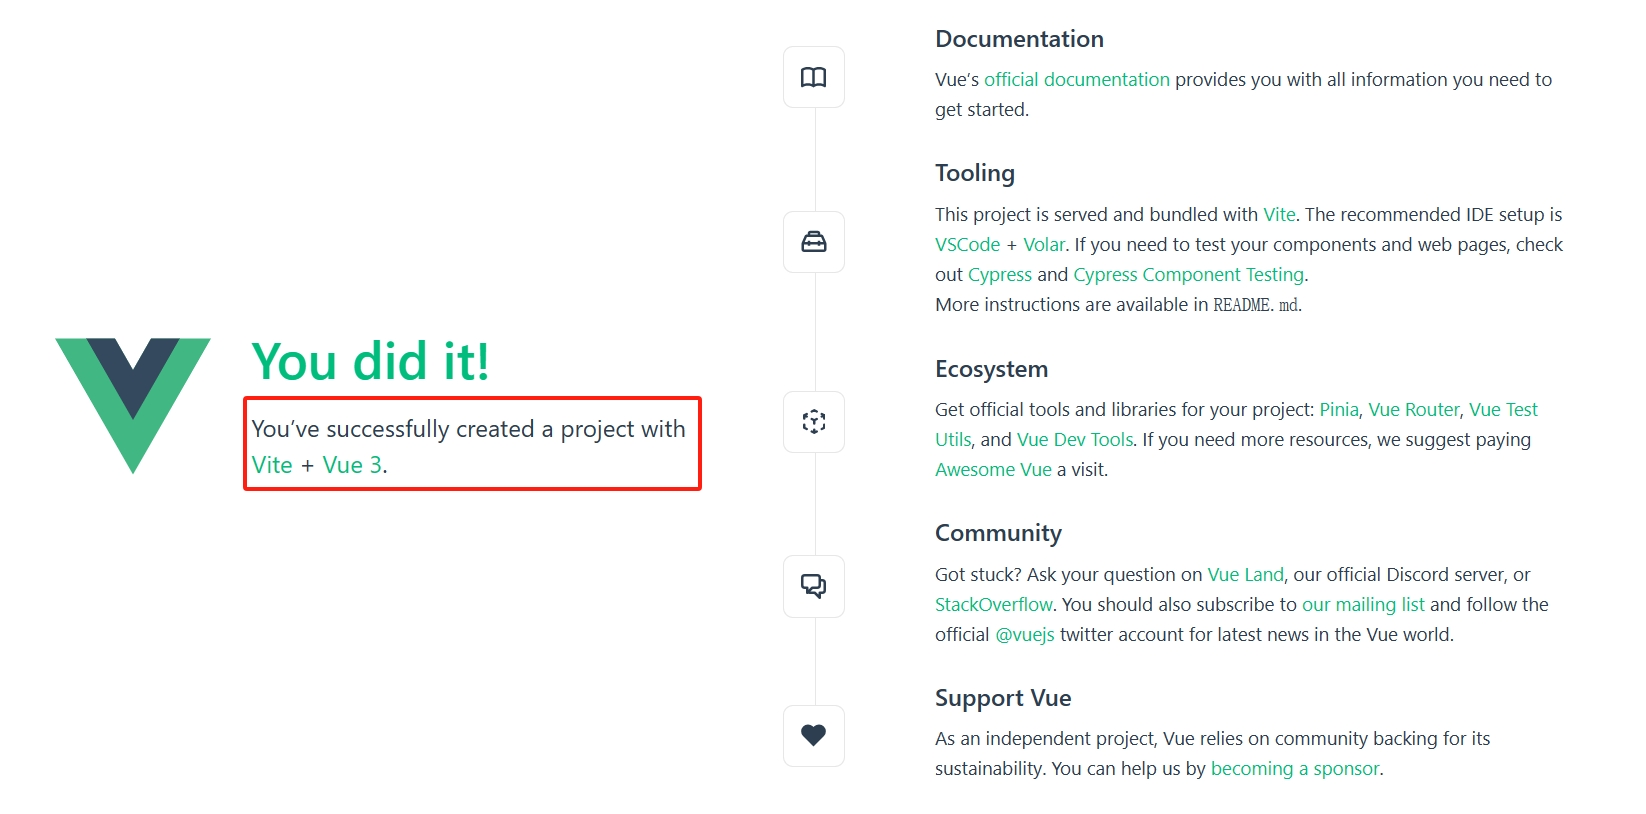 You did it!
You’ve successfully created a project with
Vite + Vue 3.
Documentation
Vue’s official documentation provides you with all information you need to
get started.
Tooling
This project is served and bundled with Vite. The recommended IDE setup is
VSCode + Volar. If you need to test your components and web pages, check
out Cypress and Cypress Component Testing.
More instructions are available in README.md.
Ecosystem
Get official tools and libraries for your project: Pinia, Vue Router, Vue Test
Utils, and Vue Dev Tools. If you need more resources, we suggest paying
Awesome Vue a visit.
Community
Got stuck? Ask your question on Vue Land, our official Discord server, or
StackOverflow. You should also subscribe to our mailing list and follow the
official @vuejs twitter account for latest news in the Vue world.
Support Vue
As an independent project, Vue relies on community backing for its
sustainability. You can help us by becoming a sponsor.